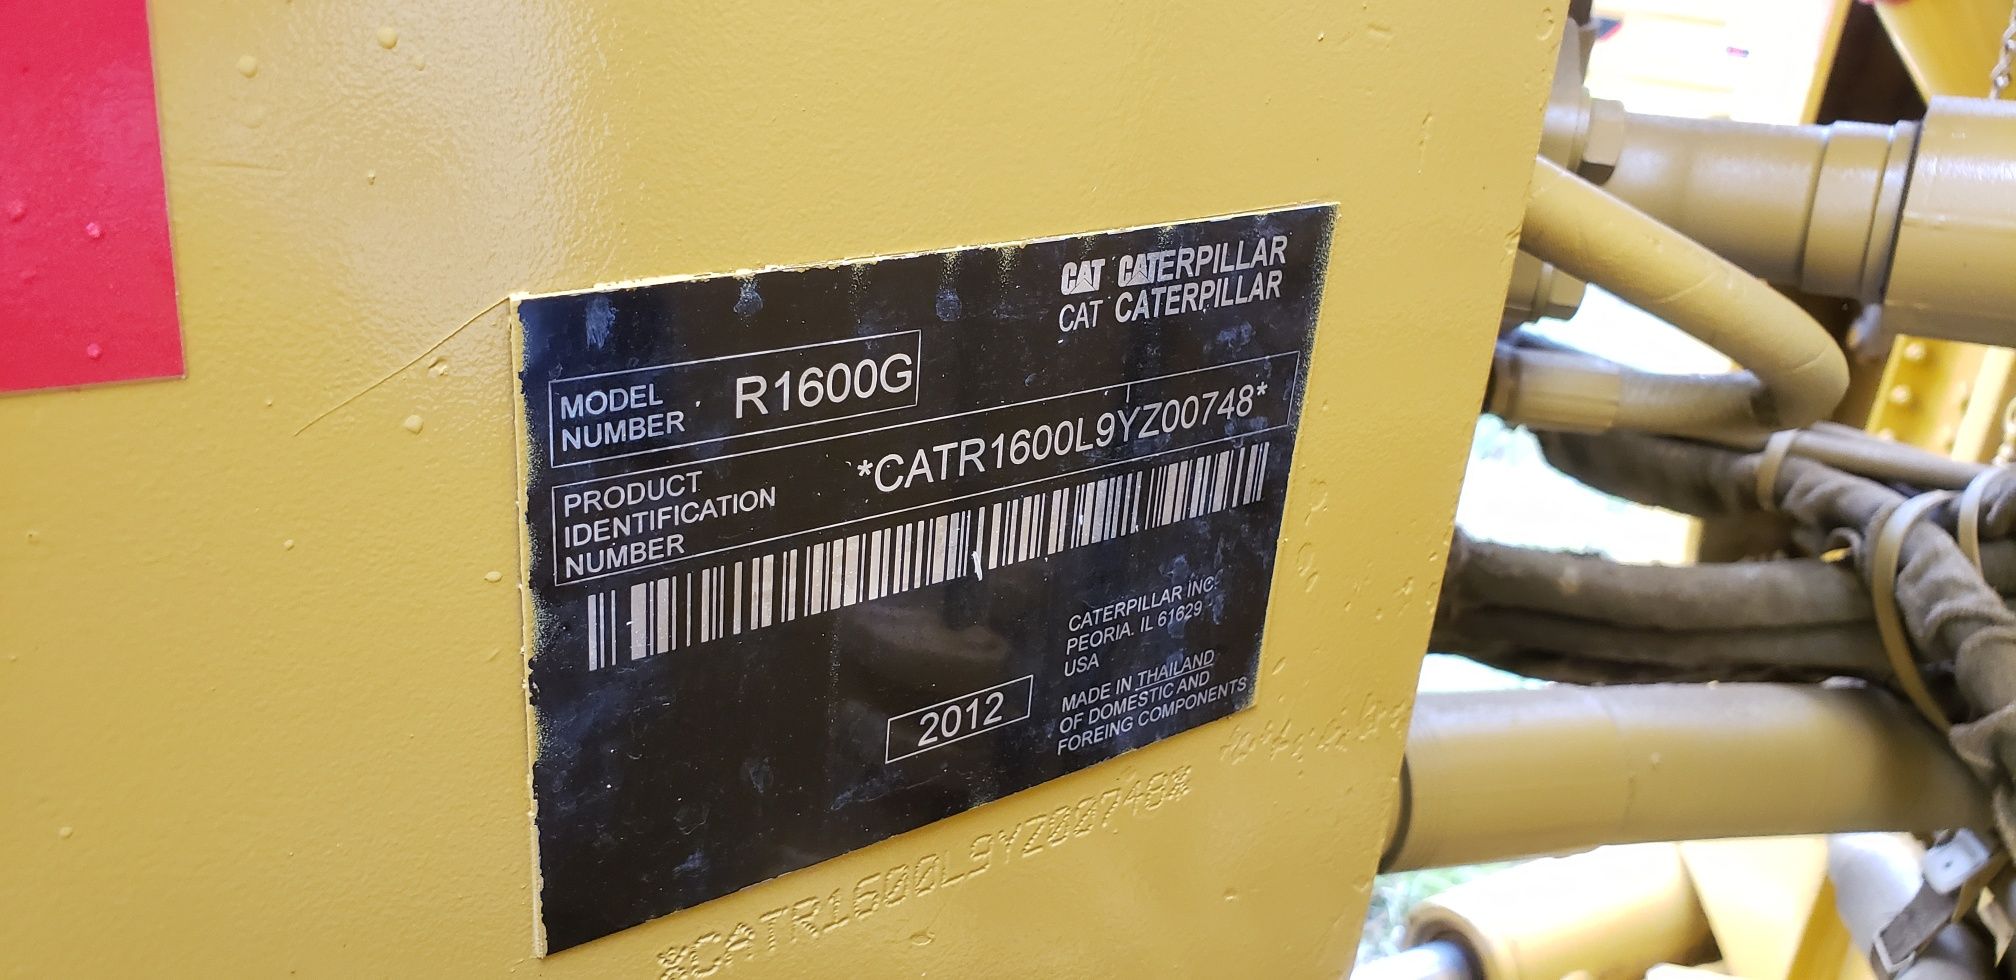 CAT CATERPILLAR
CAT CATERPILLAR
MODEL
NUMBER
R1600G
PRODUCT
IDENTIFICATION
NUMBER
*CATR1600L9YZ00748*
CATERPILLAR INC.
PEORIA. IL 61629
USA
MADE IN THAILAND
OF DOMESTIC AND
FOREING COMPONENTS
2012
*CATR1600L9YZ00748*